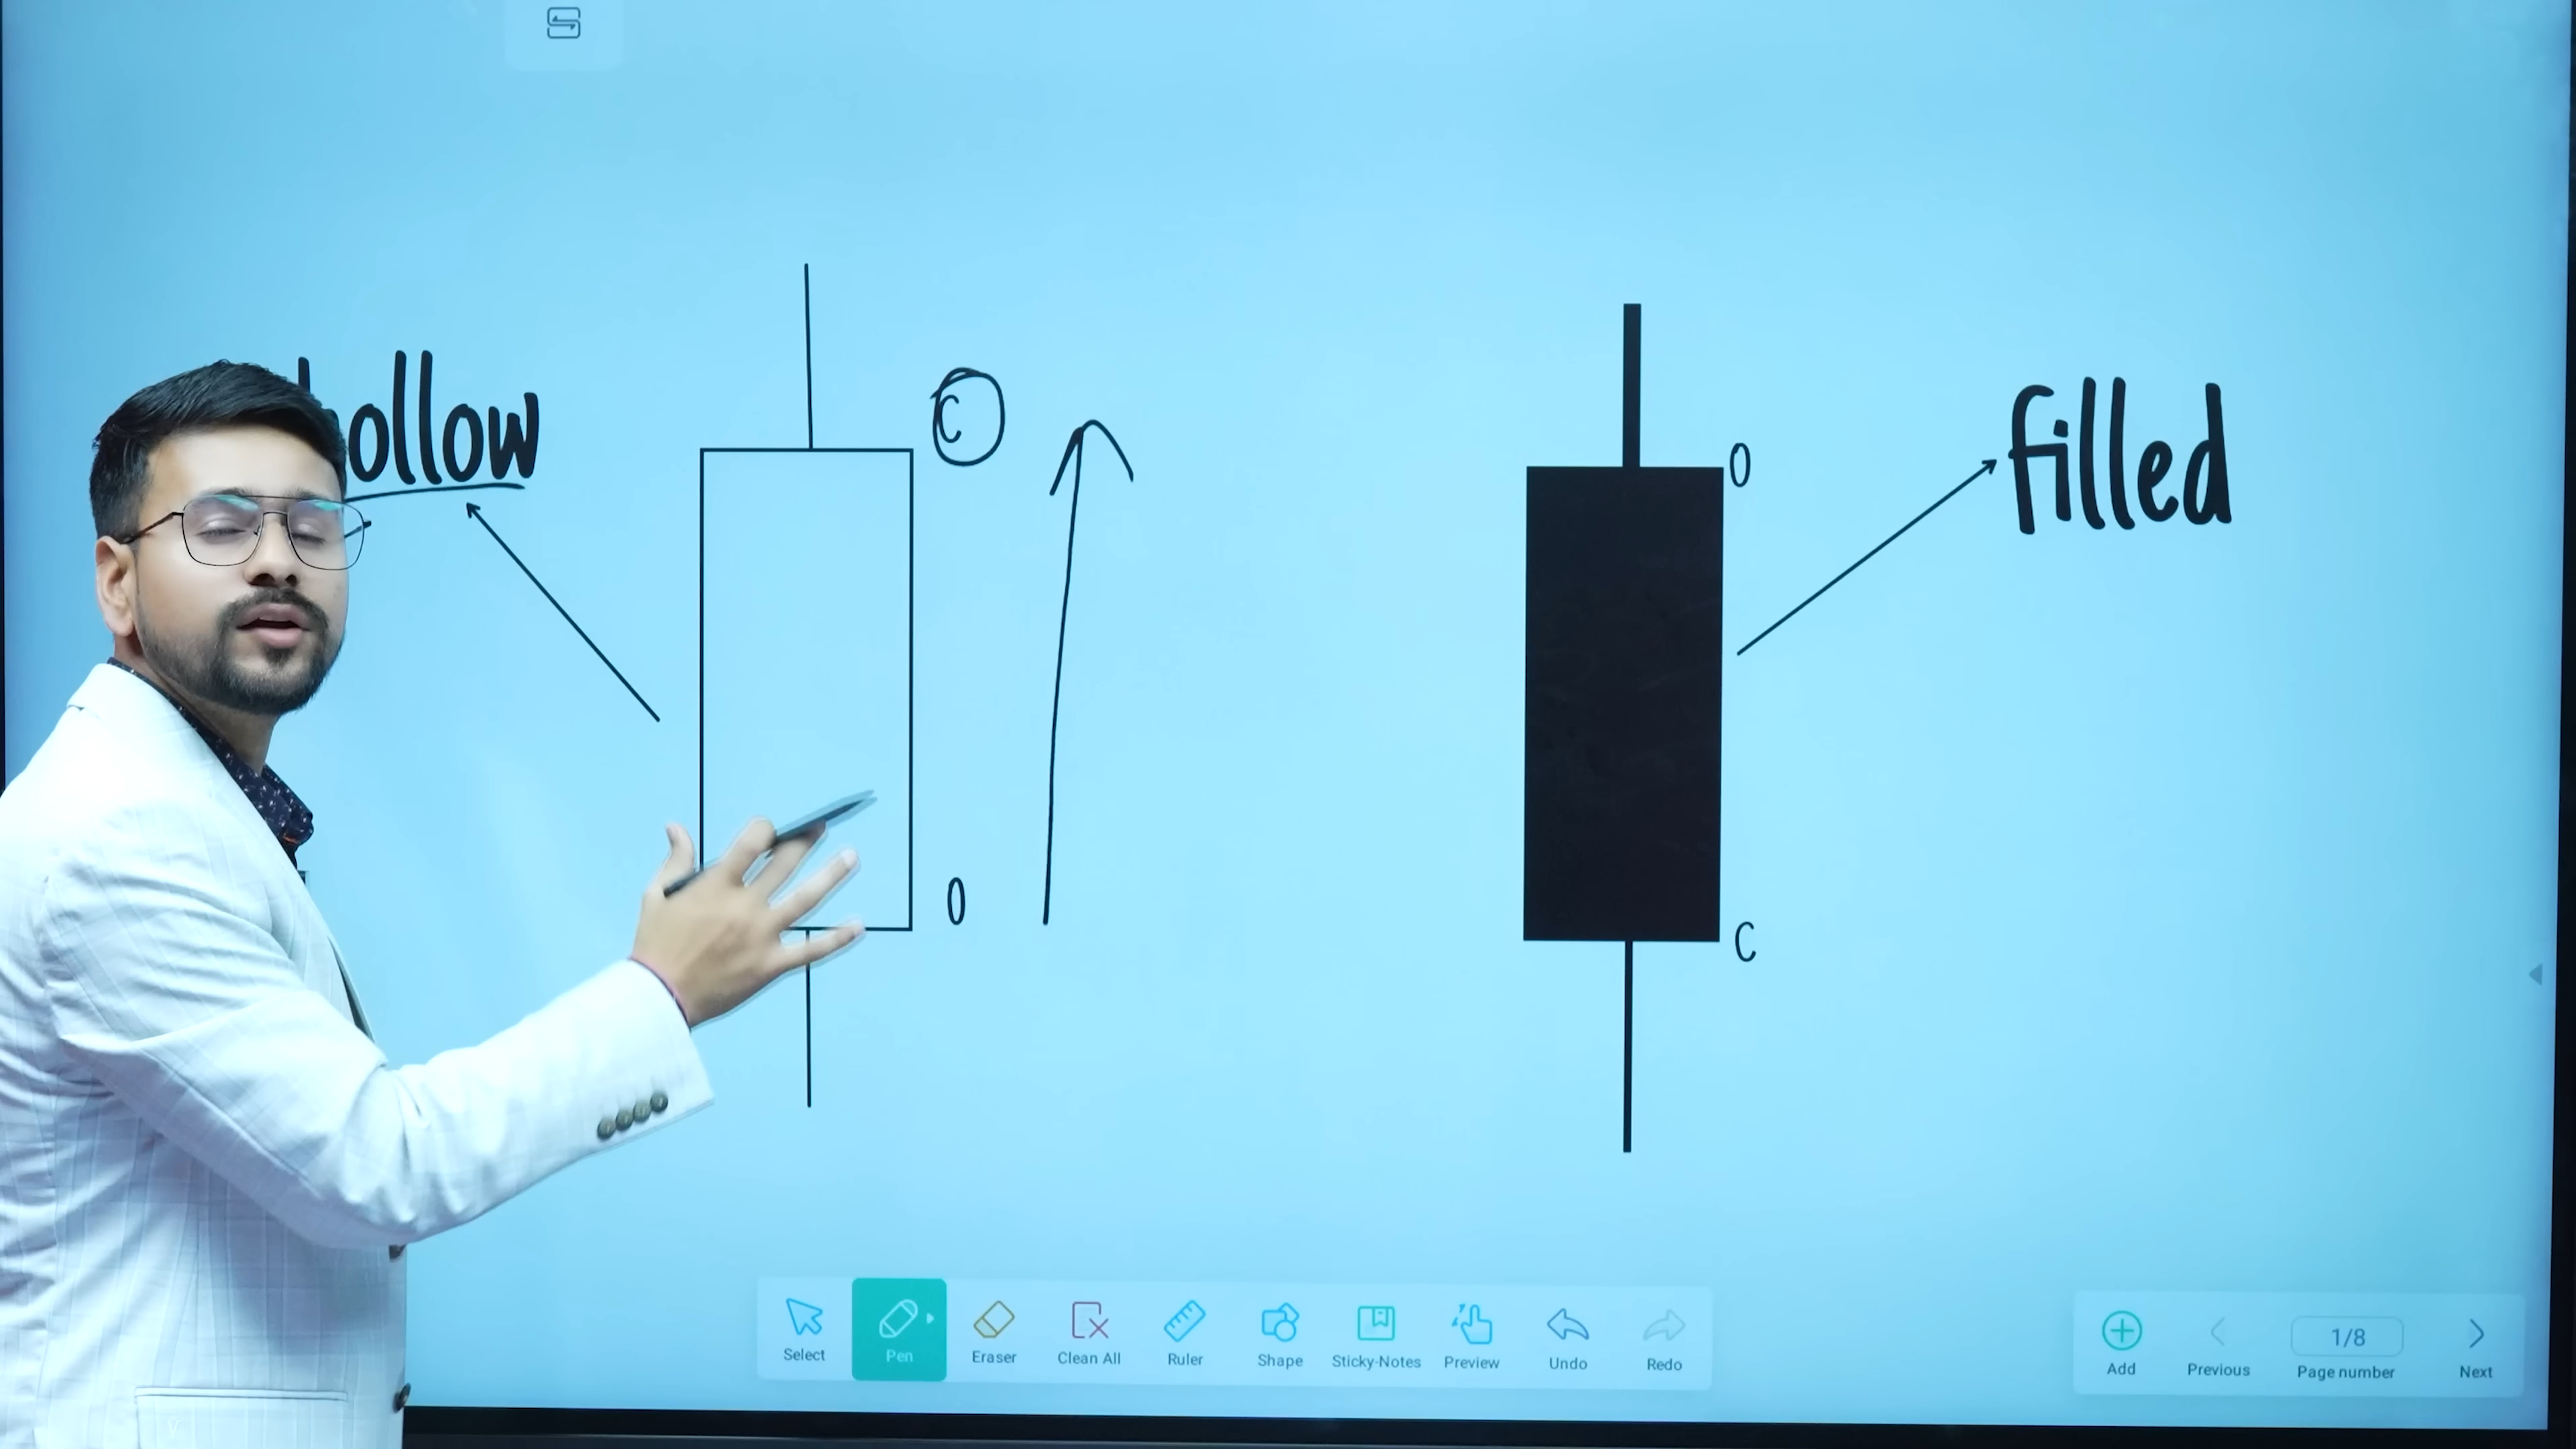 hollow
C
O
O
C
filled
Select
Pen
Eraser
Clean All
Ruler
Shape
Sticky-Notes
Preview
Undo
Redo
Add
Previous
1/8
Page number
Next